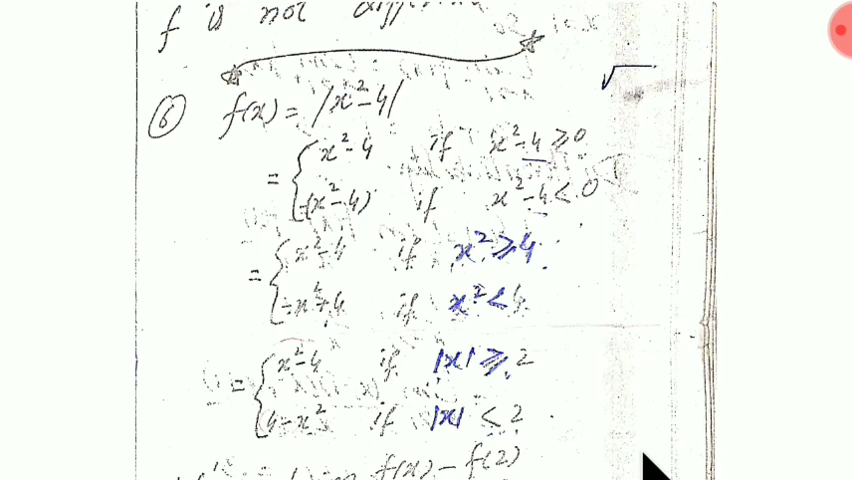 f is not
⑥ f(x) = |x²-4|
= { x²-4 if x²-4 ≥ 0
-(x²-4) if x²-4 < 0
= { x²-4 if x² ≥ 4
-x²+4 if x² < 4
= { x²-4 if |x| ≥ 2
4-x² if |x| ≤ 2
f(x) - f(2)